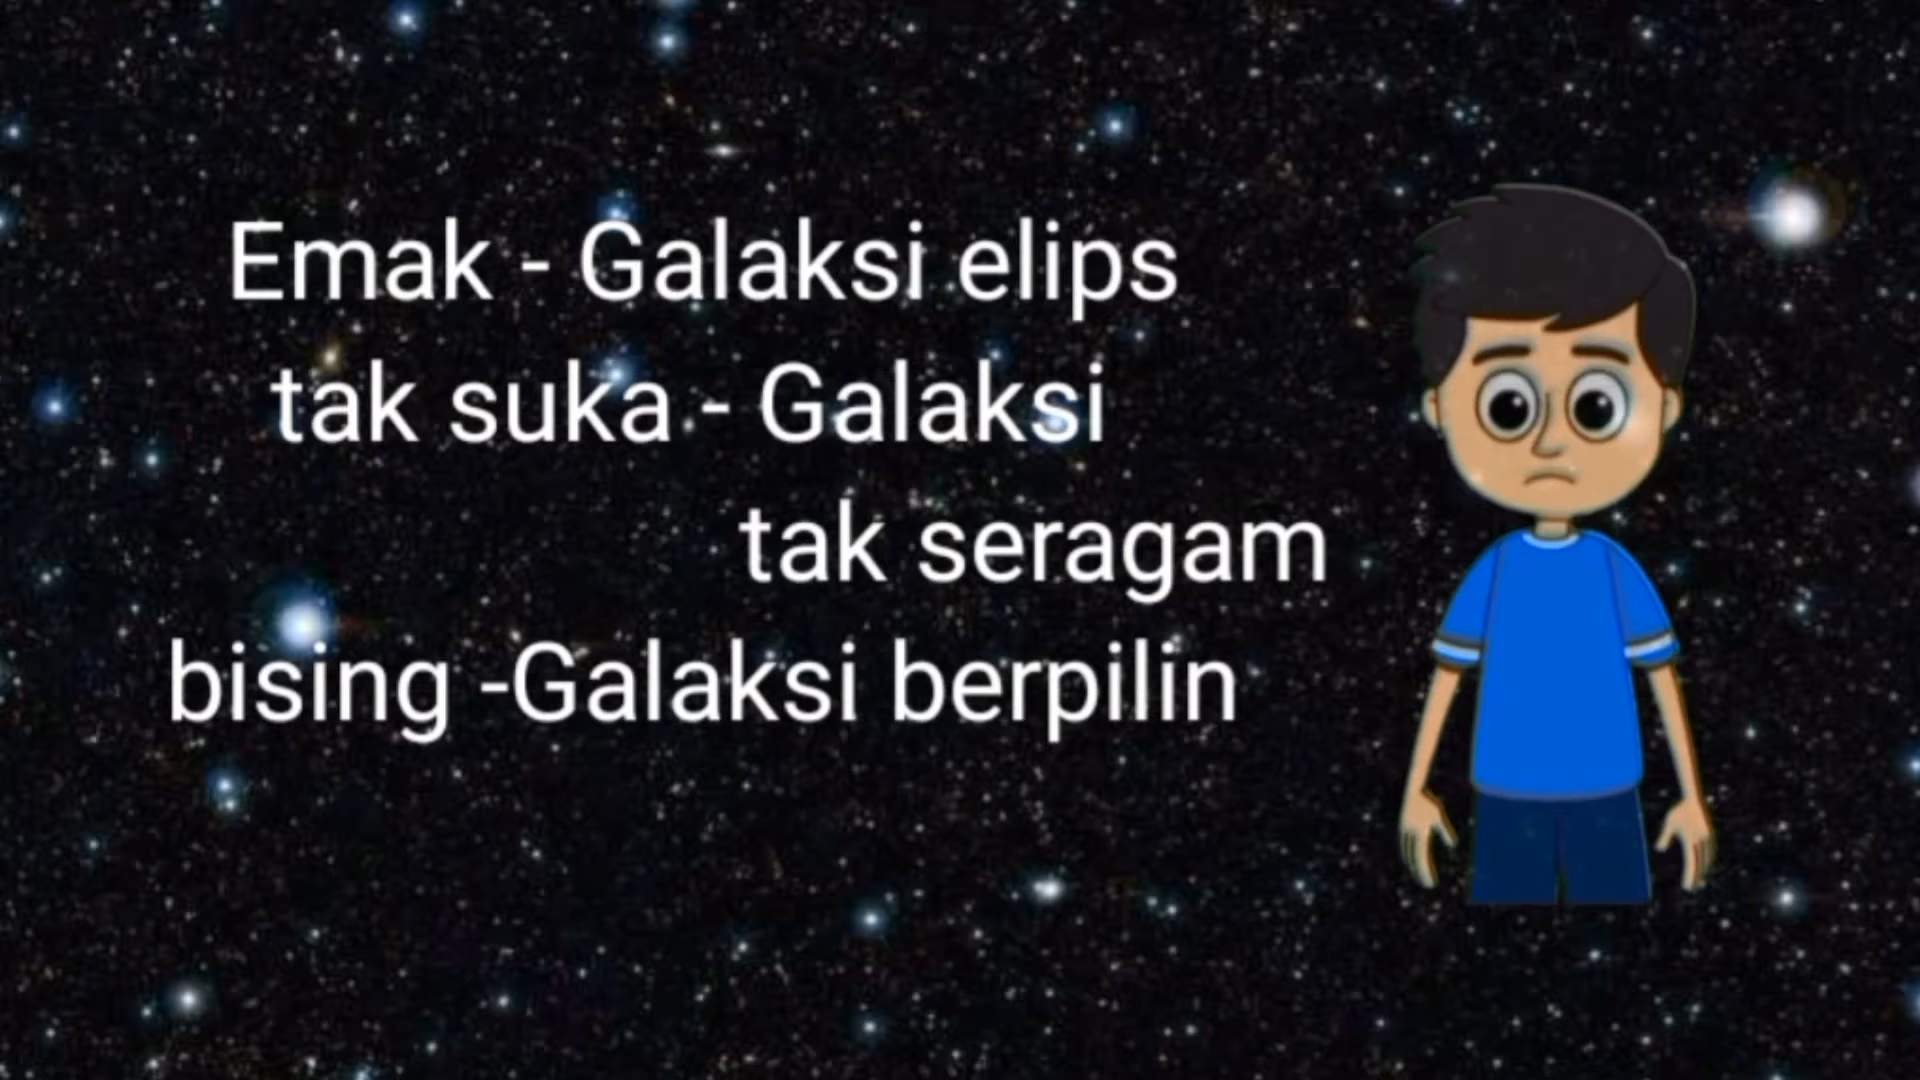 Emak - Galaksi elips
tak suka - Galaksi
tak seragam
bising -Galaksi berpilin